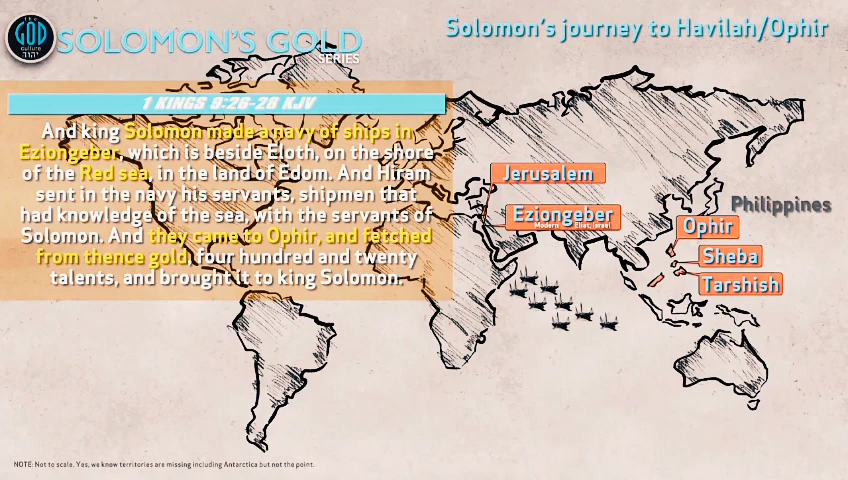 the
GOD
culture
יהוה
SOLOMON'S GOLD
SERIES
Solomon's journey to Havilah/Ophir
1 KINGS 9:26-28 KJV
And king Solomon made a navy of ships in
Eziongeber, which is beside Eloth, on the shore
of the Red sea, in the land of Edom. And Hiram
sent in the navy his servants, shipmen that
had knowledge of the sea, with the servants of
Solomon. And they came to Ophir, and fetched
from thence gold, four hundred and twenty
talents, and brought it to king Solomon.
Jerusalem
Eziongeber
Modern Eliat, Israel
Philippines
Ophir
Sheba
Tarshish
NOTE: Not to scale. Yes, we know territories are missing including Antarctica but not the point.